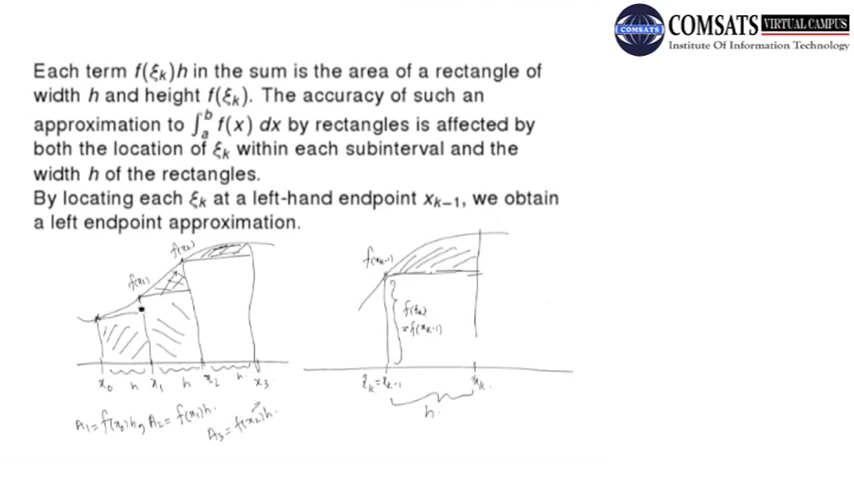 COMSATS VIRTUAL CAMPUS
COMSATS
Institute Of Information Technology
Each term f(ξₖ)h in the sum is the area of a rectangle of
width h and height f(ξₖ). The accuracy of such an
approximation to ∫ₐᵇ f(x) dx by rectangles is affected by
both the location of ξₖ within each subinterval and the
width h of the rectangles.
By locating each ξₖ at a left-hand endpoint xₖ₋₁, we obtain
a left endpoint approximation.
f(x₂)
f(x₁)
x₀ h x₁ h x₂ h x₃
A₁ = f(x₀)h, A₂ = f(x₁)h.
A₃ = f(x₂)h.
f(xₖ₋₁)
f(ξₖ)
= f(xₖ₋₁)
ξₖ = xₖ₋₁ xₖ
h.